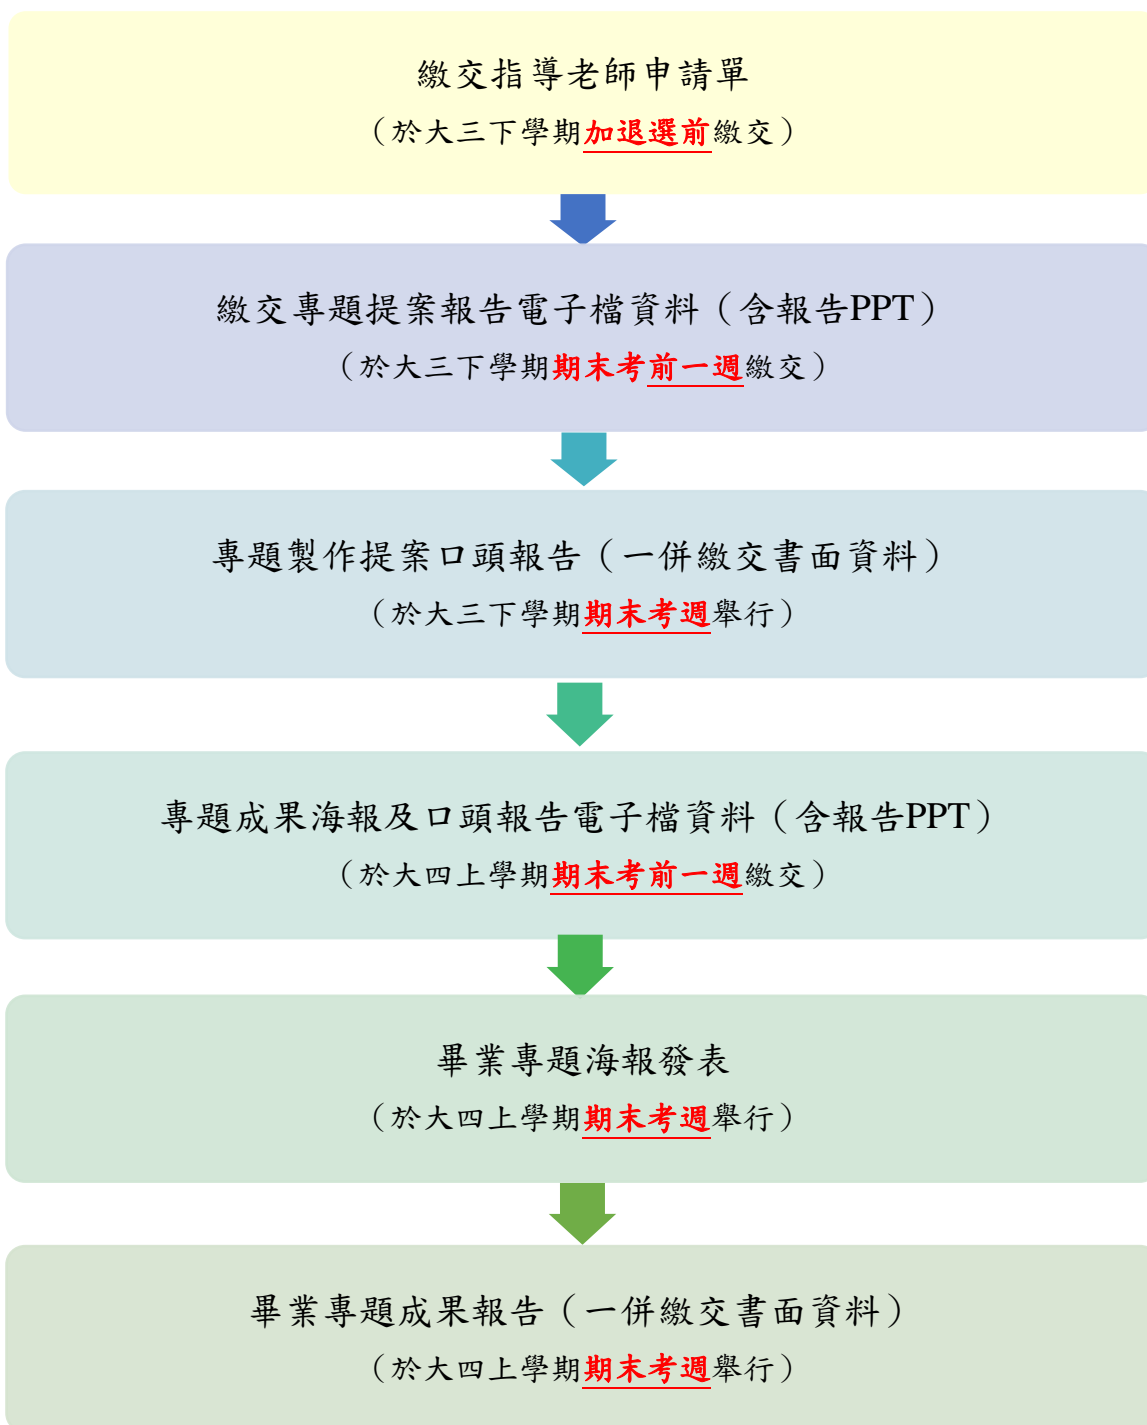 繳交指導老師申請單
（於大三下學期加退選前繳交）
繳交專題提案報告電子檔資料（含報告PPT）
（於大三下學期期末考前一週繳交）
專題製作提案口頭報告（一併繳交書面資料）
（於大三下學期期末考週舉行）
專題成果海報及口頭報告電子檔資料（含報告PPT）
（於大四上學期期末考前一週繳交）
畢業專題海報發表
（於大四上學期期末考週舉行）
畢業專題成果報告（一併繳交書面資料）
（於大四上學期期末考週舉行）